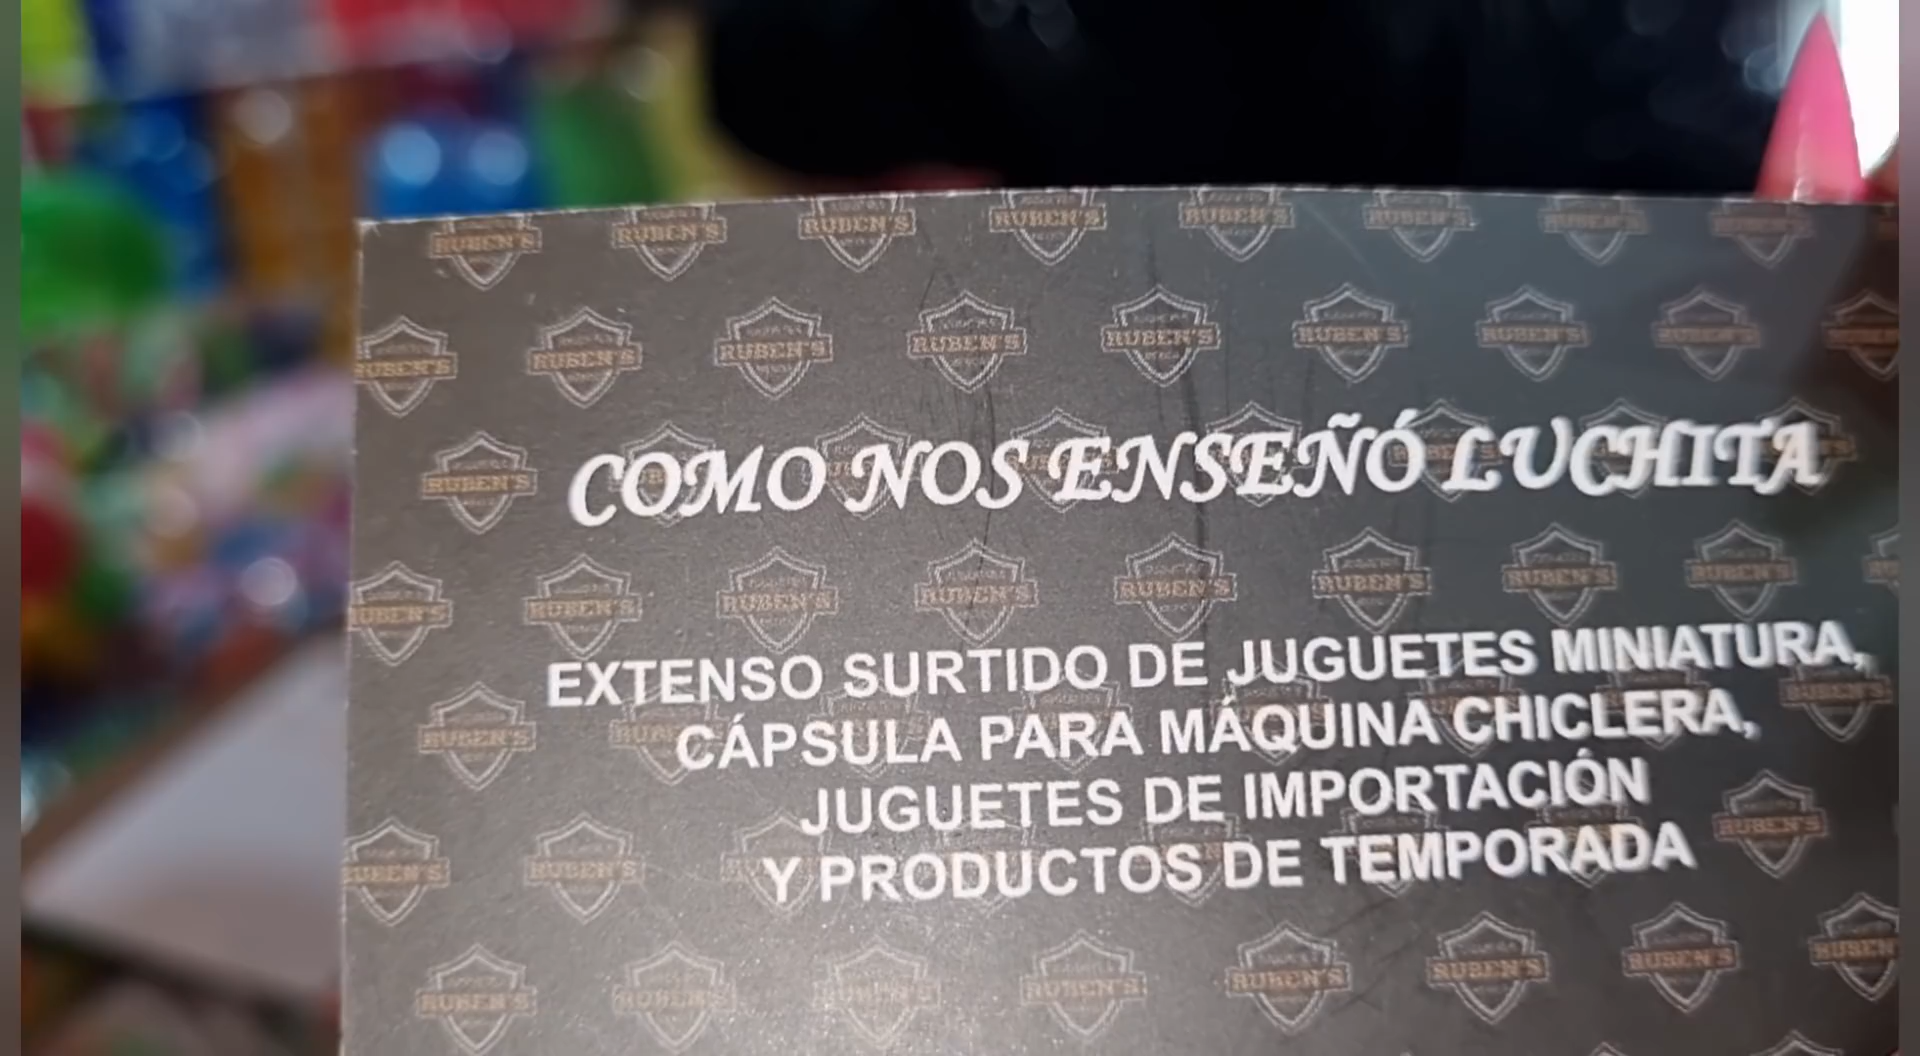 COMO NOS ENSEÑÓ LUCHITA
EXTENSO SURTIDO DE JUGUETES MINIATURA,
CÁPSULA PARA MÁQUINA CHICLERA,
JUGUETES DE IMPORTACIÓN
Y PRODUCTOS DE TEMPORADA
RUBEN'S